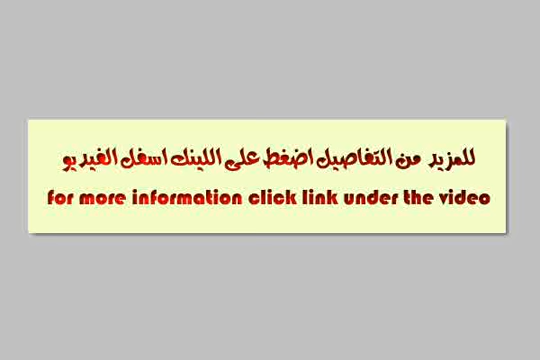 للمزيد من التفاصيل اضغط على اللينك اسفل الفيديو
for more information click link under the video